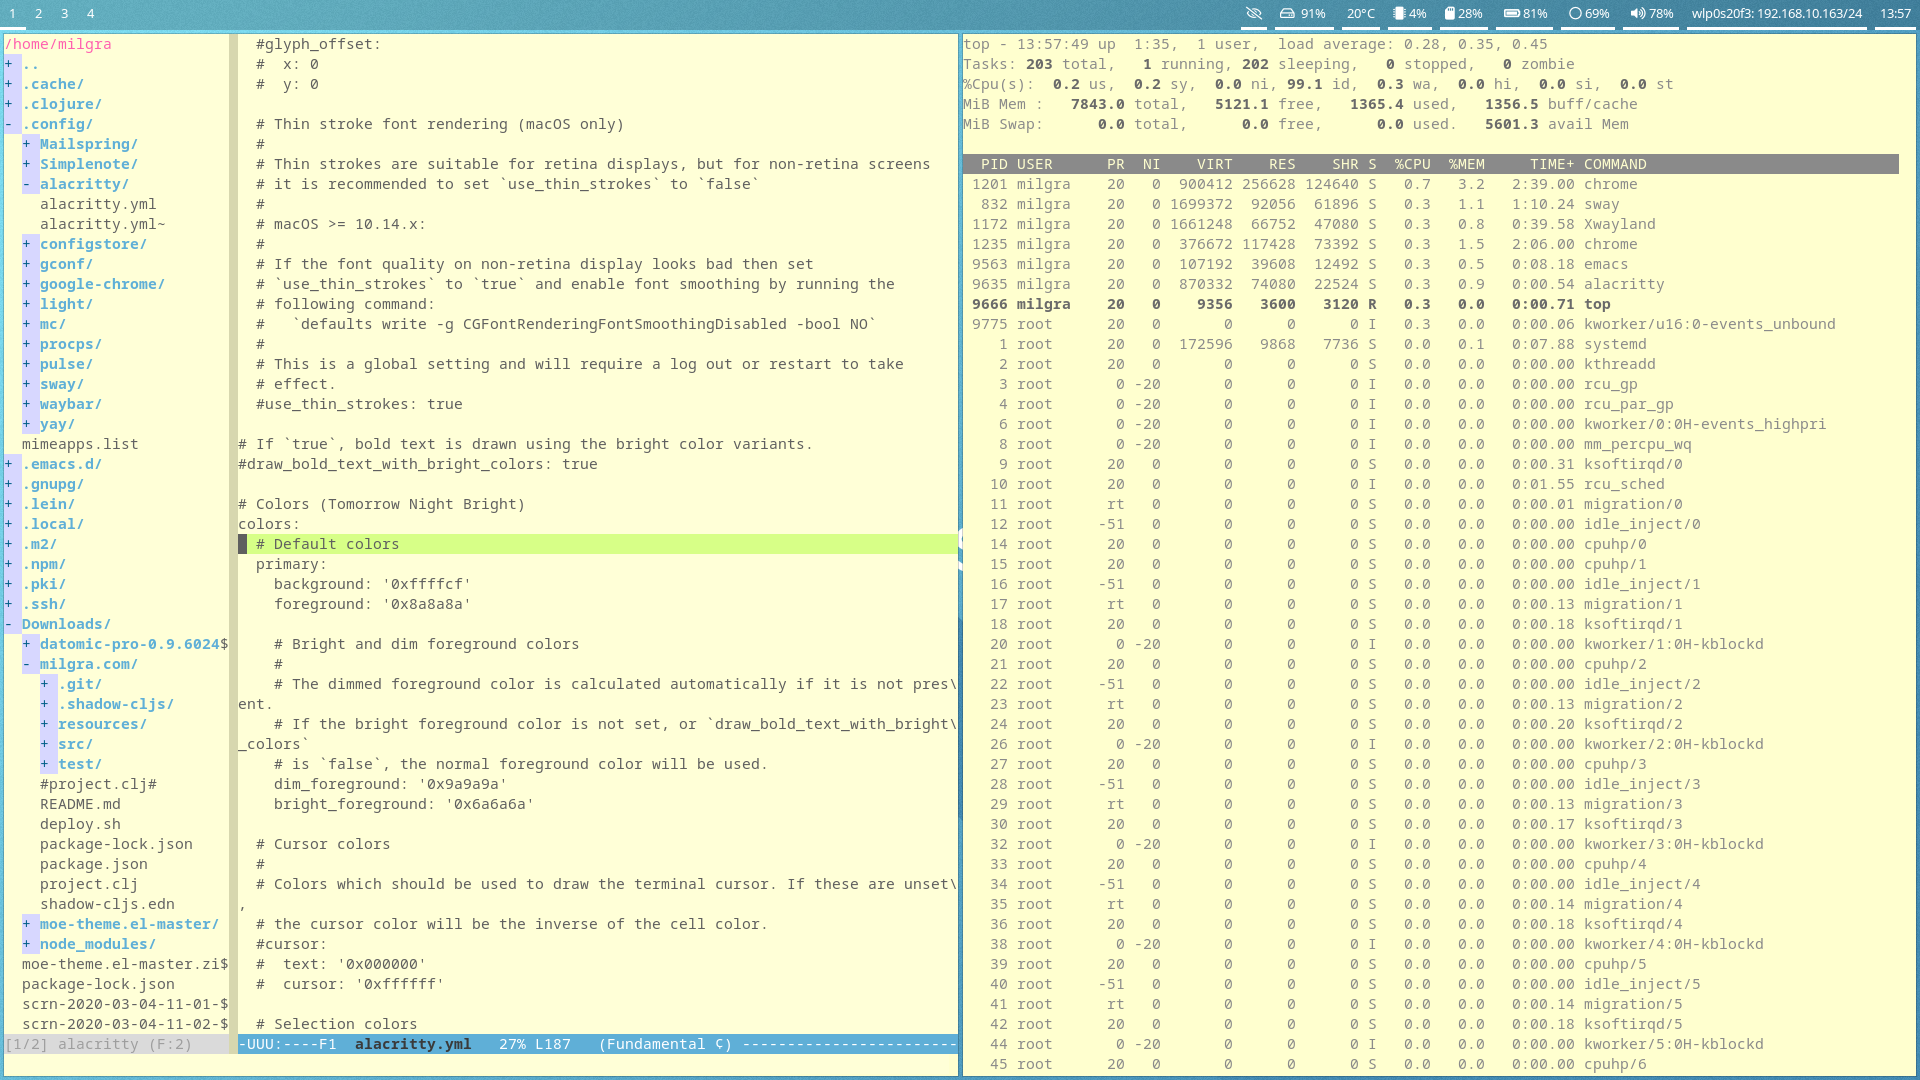 1 2 3 4 91% 20°C 4% 28% 81% 69% 78% wlp0s20f3: 192.168.10.163/24 13:57
/home/milgra
+ ..
+ .cache/
+ .clojure/
- .config/
+ Mailspring/
+ Simplenote/
- alacritty/
alacritty.yml
alacritty.yml~
+ configstore/
+ gconf/
+ google-chrome/
+ light/
+ mc/
+ procps/
+ pulse/
+ sway/
+ waybar/
+ yay/
mimeapps.list
+ .emacs.d/
+ .gnupg/
+ .lein/
+ .local/
+ .m2/
+ .npm/
+ .pki/
+ .ssh/
- Downloads/
+ datomic-pro-0.9.6024$
- milgra.com/
+ .git/
+ .shadow-cljs/
+ resources/
+ src/
+ test/
#project.clj#
README.md
deploy.sh
package-lock.json
package.json
project.clj
shadow-cljs.edn
+ moe-theme.el-master/
+ node_modules/
moe-theme.el-master.zi$
package-lock.json
scrn-2020-03-04-11-01-$
scrn-2020-03-04-11-02-$
[1/2] alacritty (F:2)
#glyph_offset:
#  x: 0
#  y: 0
# Thin stroke font rendering (macOS only)
#
# Thin strokes are suitable for retina displays, but for non-retina screens
# it is recommended to set `use_thin_strokes` to `false`
#
# macOS >= 10.14.x:
#
# If the font quality on non-retina display looks bad then set
# `use_thin_strokes` to `true` and enable font smoothing by running the
# following command:
#   `defaults write -g CGFontRenderingFontSmoothingDisabled -bool NO`
#
# This is a global setting and will require a log out or restart to take
# effect.
#use_thin_strokes: true
# If `true`, bold text is drawn using the bright color variants.
#draw_bold_text_with_bright_colors: true
# Colors (Tomorrow Night Bright)
colors:
# Default colors
primary:
background: '0xffffcf'
foreground: '0x8a8a8a'
# Bright and dim foreground colors
#
# The dimmed foreground color is calculated automatically if it is not pres\
ent.
# If the bright foreground color is not set, or `draw_bold_text_with_bright\
_colors`
# is `false`, the normal foreground color will be used.
dim_foreground: '0x9a9a9a'
bright_foreground: '0x6a6a6a'
# Cursor colors
#
# Colors which should be used to draw the terminal cursor. If these are unset\
,
# the cursor color will be the inverse of the cell color.
#cursor:
#  text: '0x000000'
#  cursor: '0xffffff'
# Selection colors
-UUU:----F1  alacritty.yml   27% L187   (Fundamental ⸦) ------------------------
top - 13:57:49 up  1:35,  1 user,  load average: 0.28, 0.35, 0.45
Tasks: 203 total,   1 running, 202 sleeping,   0 stopped,   0 zombie
%Cpu(s):  0.2 us,  0.2 sy,  0.0 ni, 99.1 id,  0.3 wa,  0.0 hi,  0.0 si,  0.0 st
MiB Mem :   7843.0 total,   5121.1 free,   1365.4 used,   1356.5 buff/cache
MiB Swap:      0.0 total,      0.0 free,      0.0 used.   5601.3 avail Mem
PID USER      PR  NI    VIRT    RES    SHR S  %CPU  %MEM     TIME+ COMMAND
1201 milgra    20   0  900412 256628 124640 S   0.7   3.2   2:39.00 chrome
832 milgra    20   0 1699372  92056  61896 S   0.3   1.1   1:10.24 sway
1172 milgra    20   0 1661248  66752  47080 S   0.3   0.8   0:39.58 Xwayland
1235 milgra    20   0  376672 117428  73392 S   0.3   1.5   2:06.00 chrome
9563 milgra    20   0  107192  39608  12492 S   0.3   0.5   0:08.18 emacs
9635 milgra    20   0  870332  74080  22524 S   0.3   0.9   0:00.54 alacritty
9666 milgra    20   0    9356   3600   3120 R   0.3   0.0   0:00.71 top
9775 root      20   0       0      0      0 I   0.3   0.0   0:00.06 kworker/u16:0-events_unbound
1 root      20   0  172596   9868   7736 S   0.0   0.1   0:07.88 systemd
2 root      20   0       0      0      0 S   0.0   0.0   0:00.00 kthreadd
3 root       0 -20       0      0      0 I   0.0   0.0   0:00.00 rcu_gp
4 root       0 -20       0      0      0 I   0.0   0.0   0:00.00 rcu_par_gp
6 root       0 -20       0      0      0 I   0.0   0.0   0:00.00 kworker/0:0H-events_highpri
8 root       0 -20       0      0      0 I   0.0   0.0   0:00.00 mm_percpu_wq
9 root      20   0       0      0      0 S   0.0   0.0   0:00.31 ksoftirqd/0
10 root      20   0       0      0      0 I   0.0   0.0   0:01.55 rcu_sched
11 root      rt   0       0      0      0 S   0.0   0.0   0:00.01 migration/0
12 root     -51   0       0      0      0 S   0.0   0.0   0:00.00 idle_inject/0
14 root      20   0       0      0      0 S   0.0   0.0   0:00.00 cpuhp/0
15 root      20   0       0      0      0 S   0.0   0.0   0:00.00 cpuhp/1
16 root     -51   0       0      0      0 S   0.0   0.0   0:00.00 idle_inject/1
17 root      rt   0       0      0      0 S   0.0   0.0   0:00.13 migration/1
18 root      20   0       0      0      0 S   0.0   0.0   0:00.18 ksoftirqd/1
20 root       0 -20       0      0      0 I   0.0   0.0   0:00.00 kworker/1:0H-kblockd
21 root      20   0       0      0      0 S   0.0   0.0   0:00.00 cpuhp/2
22 root     -51   0       0      0      0 S   0.0   0.0   0:00.00 idle_inject/2
23 root      rt   0       0      0      0 S   0.0   0.0   0:00.13 migration/2
24 root      20   0       0      0      0 S   0.0   0.0   0:00.20 ksoftirqd/2
26 root       0 -20       0      0      0 I   0.0   0.0   0:00.00 kworker/2:0H-kblockd
27 root      20   0       0      0      0 S   0.0   0.0   0:00.00 cpuhp/3
28 root     -51   0       0      0      0 S   0.0   0.0   0:00.00 idle_inject/3
29 root      rt   0       0      0      0 S   0.0   0.0   0:00.13 migration/3
30 root      20   0       0      0      0 S   0.0   0.0   0:00.17 ksoftirqd/3
32 root       0 -20       0      0      0 I   0.0   0.0   0:00.00 kworker/3:0H-kblockd
33 root      20   0       0      0      0 S   0.0   0.0   0:00.00 cpuhp/4
34 root     -51   0       0      0      0 S   0.0   0.0   0:00.00 idle_inject/4
35 root      rt   0       0      0      0 S   0.0   0.0   0:00.14 migration/4
36 root      20   0       0      0      0 S   0.0   0.0   0:00.18 ksoftirqd/4
38 root       0 -20       0      0      0 I   0.0   0.0   0:00.00 kworker/4:0H-kblockd
39 root      20   0       0      0      0 S   0.0   0.0   0:00.00 cpuhp/5
40 root     -51   0       0      0      0 S   0.0   0.0   0:00.00 idle_inject/5
41 root      rt   0       0      0      0 S   0.0   0.0   0:00.14 migration/5
42 root      20   0       0      0      0 S   0.0   0.0   0:00.18 ksoftirqd/5
44 root       0 -20       0      0      0 I   0.0   0.0   0:00.00 kworker/5:0H-kblockd
45 root      20   0       0      0      0 S   0.0   0.0   0:00.00 cpuhp/6